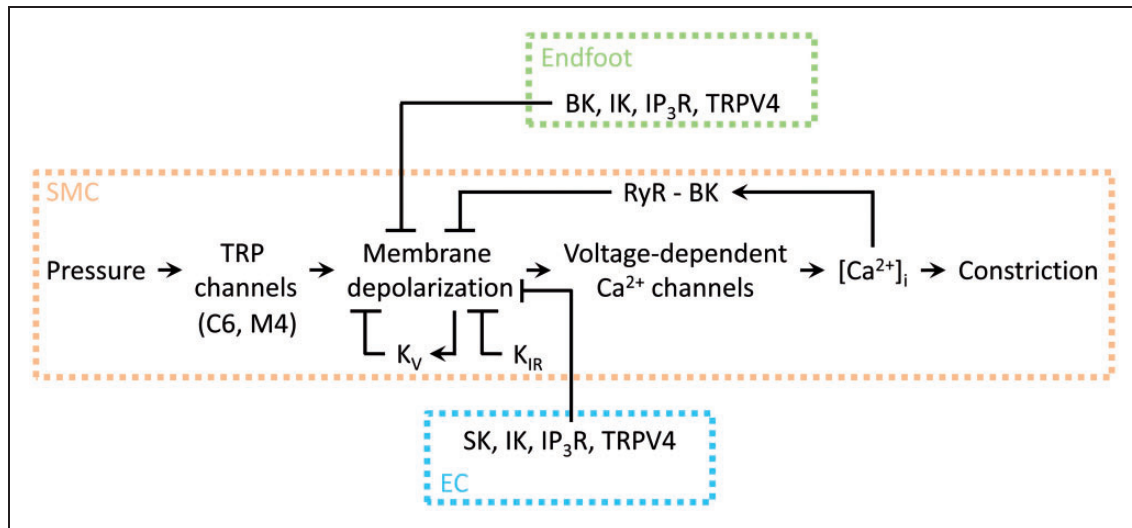 Endfoot
BK, IK, IP₃R, TRPV4
SMC
RyR - BK
Pressure
TRP
channels
(C6, M4)
Membrane
depolarization
Voltage-dependent
Ca²⁺ channels
[Ca²⁺]ᵢ
Constriction
Kᵥ
K_IR
SK, IK, IP₃R, TRPV4
EC